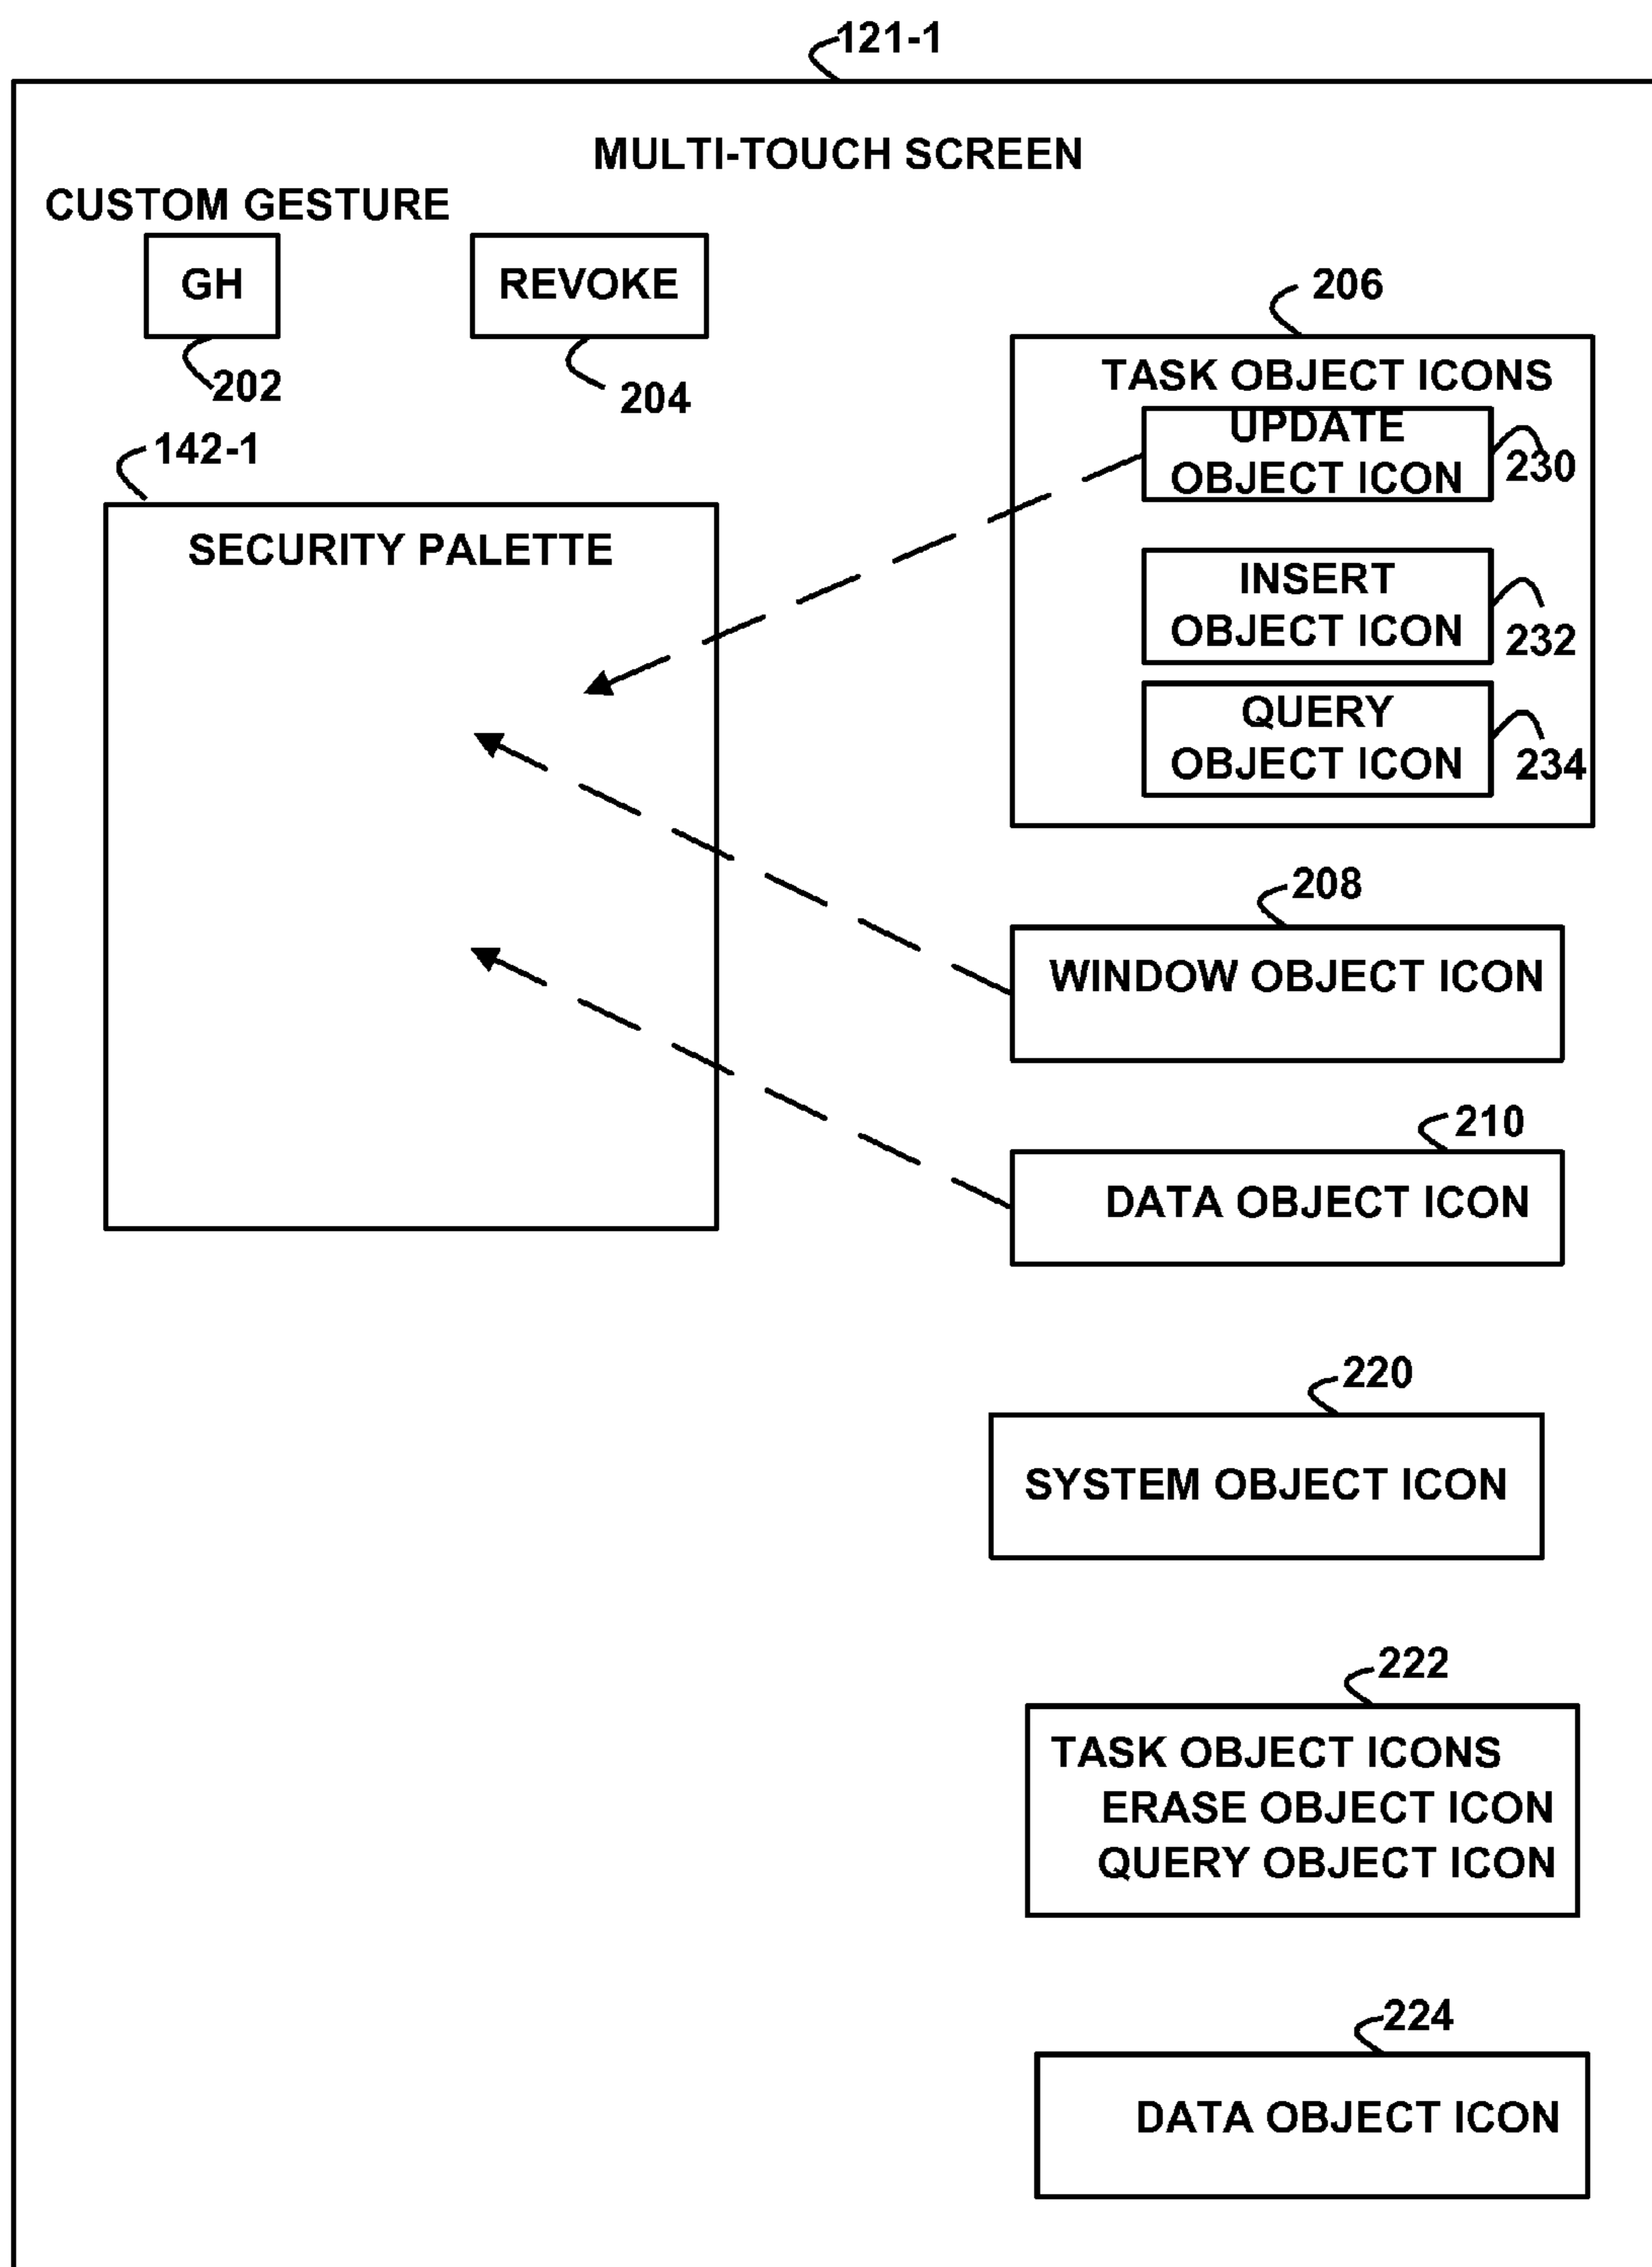 121-1
MULTI-TOUCH SCREEN
CUSTOM GESTURE
GH
REVOKE
202
204
206
TASK OBJECT ICONS
UPDATE
OBJECT ICON
230
INSERT
OBJECT ICON
232
QUERY
OBJECT ICON
234
142-1
SECURITY PALETTE
208
WINDOW OBJECT ICON
210
DATA OBJECT ICON
220
SYSTEM OBJECT ICON
222
TASK OBJECT ICONS
ERASE OBJECT ICON
QUERY OBJECT ICON
224
DATA OBJECT ICON